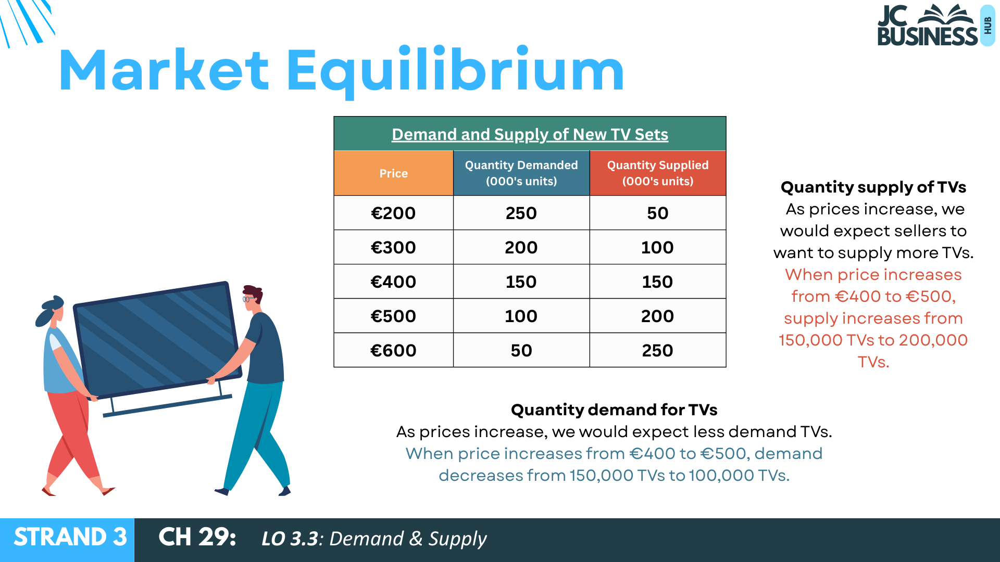 JC
BUSINESS
HUB
Market Equilibrium
Demand and Supply of New TV Sets
Price
Quantity Demanded
(000's units)
Quantity Supplied
(000's units)
€200 250 50
€300 200 100
€400 150 150
€500 100 200
€600 50 250
Quantity supply of TVs
As prices increase, we
would expect sellers to
want to supply more TVs.
When price increases
from €400 to €500,
supply increases from
150,000 TVs to 200,000
TVs.
Quantity demand for TVs
As prices increase, we would expect less demand TVs.
When price increases from €400 to €500, demand
decreases from 150,000 TVs to 100,000 TVs.
STRAND 3 CH 29: LO 3.3: Demand & Supply